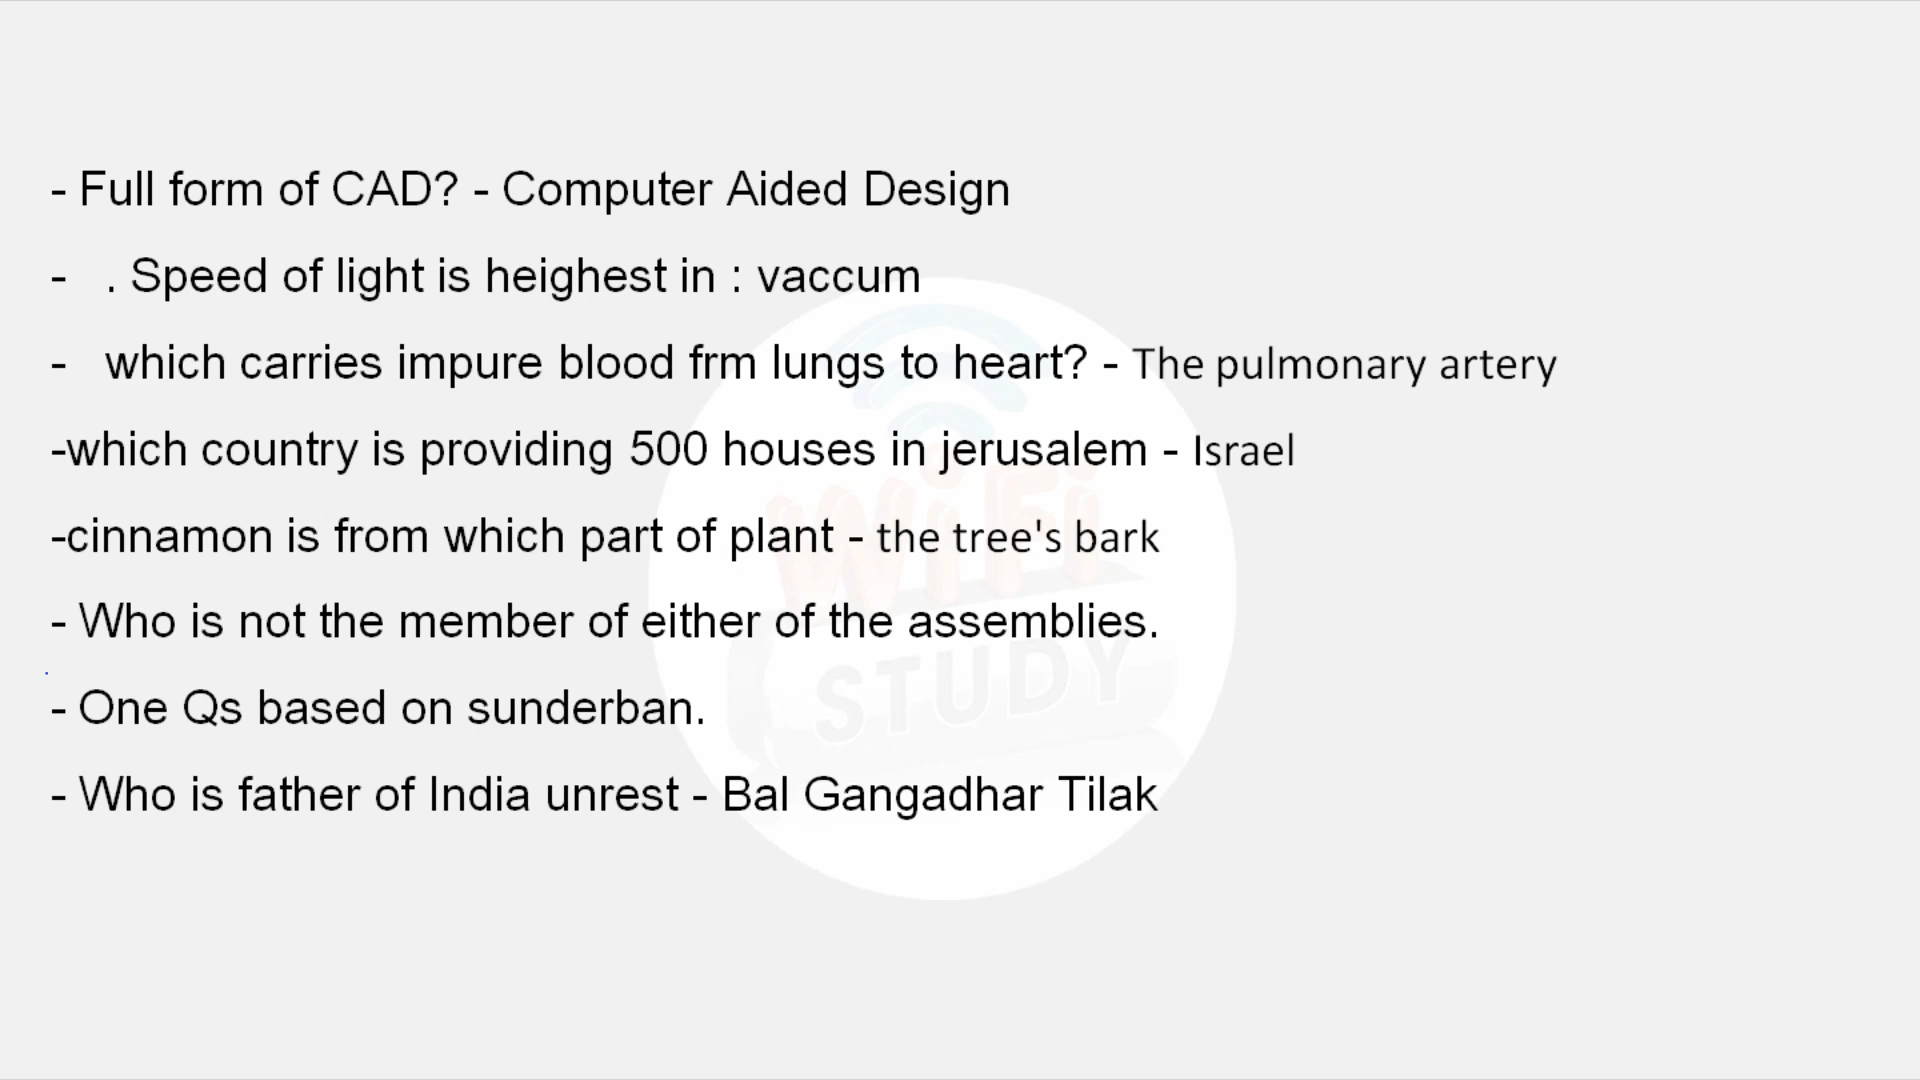 - Full form of CAD? - Computer Aided Design
-   . Speed of light is heighest in : vaccum
-   which carries impure blood frm lungs to heart? - The pulmonary artery
-which country is providing 500 houses in jerusalem - Israel
-cinnamon is from which part of plant - the tree's bark
- Who is not the member of either of the assemblies.
- One Qs based on sunderban.
- Who is father of India unrest - Bal Gangadhar Tilak
WiFi
STUDY